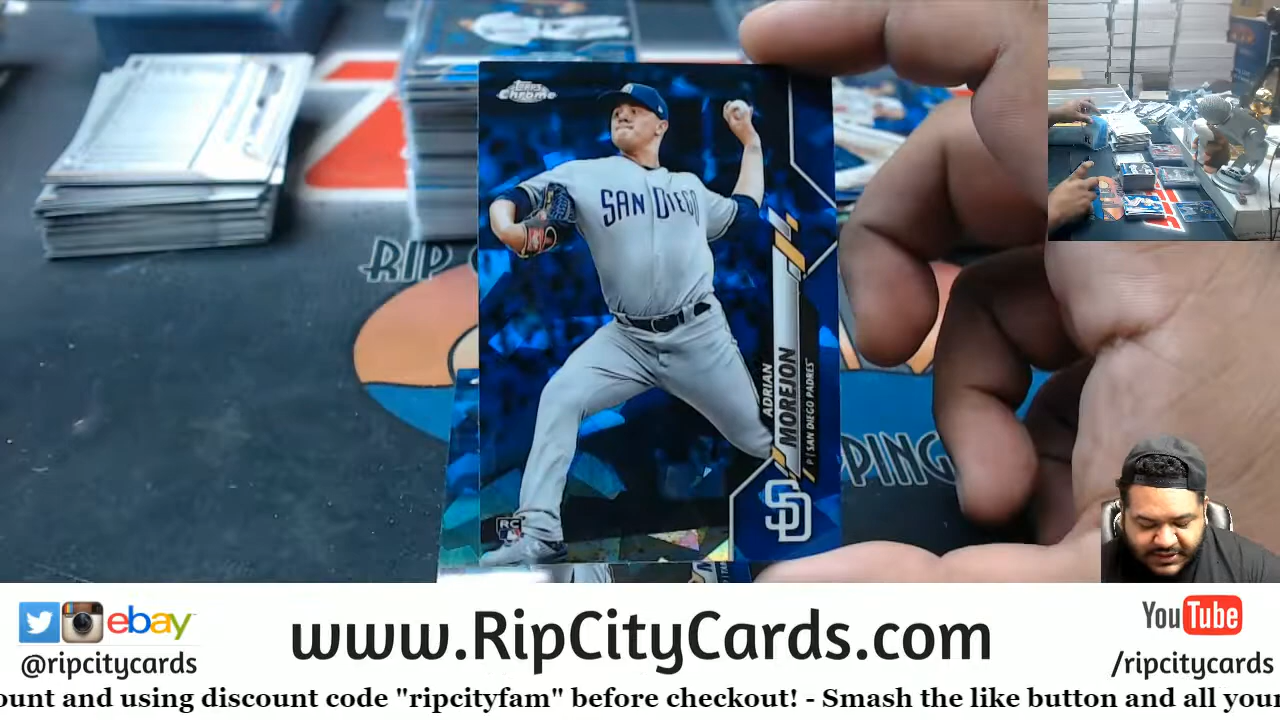 Topps
Chrome
SAN DIEGO
ADRIAN
MOREJON
P | SAN DIEGO PADRES
SD
RC
RIP
PING
www.RipCityCards.com
ebay
@ripcitycards
YouTube
/ripcitycards
ount and using discount code "ripcityfam" before checkout! - Smash the like button and all your